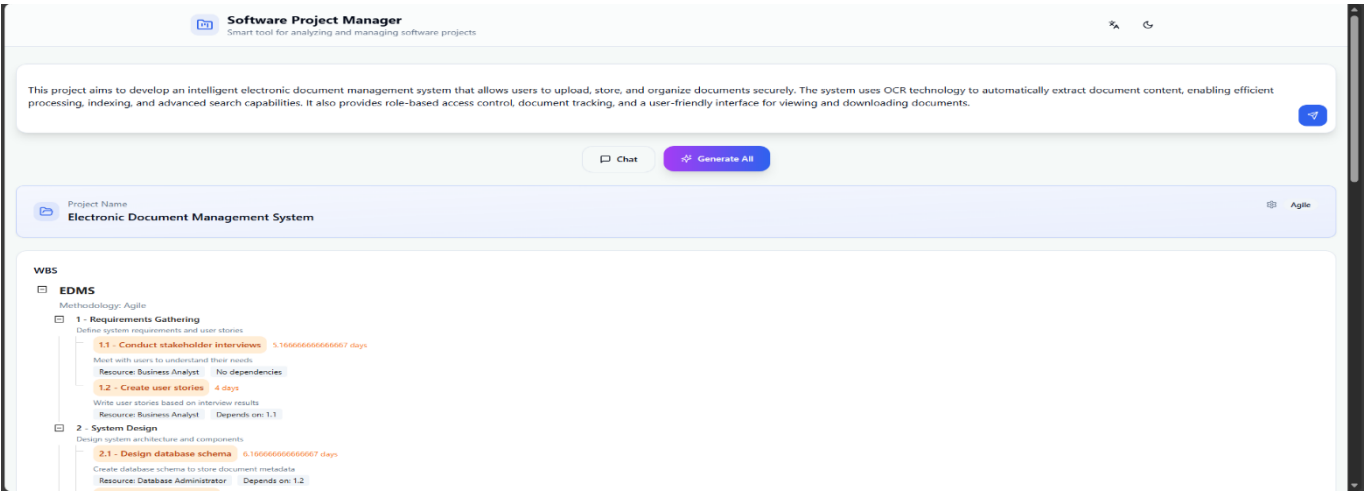 Software Project Manager
Smart tool for analyzing and managing software projects
This project aims to develop an intelligent electronic document management system that allows users to upload, store, and organize documents securely. The system uses OCR technology to automatically extract document content, enabling efficient
processing, indexing, and advanced search capabilities. It also provides role-based access control, document tracking, and a user-friendly interface for viewing and downloading documents.
Chat
Generate All
Project Name
Electronic Document Management System
Agile
WBS
EDMS
Methodology: Agile
1 - Requirements Gathering
Define system requirements and user stories
1.1 - Conduct stakeholder interviews 5.166666666666667 days
Meet with users to understand their needs
Resource: Business Analyst No dependencies
1.2 - Create user stories 4 days
Write user stories based on interview results
Resource: Business Analyst Depends on: 1.1
2 - System Design
Design system architecture and components
2.1 - Design database schema 6.166666666666667 days
Create database schema to store document metadata
Resource: Database Administrator Depends on: 1.2